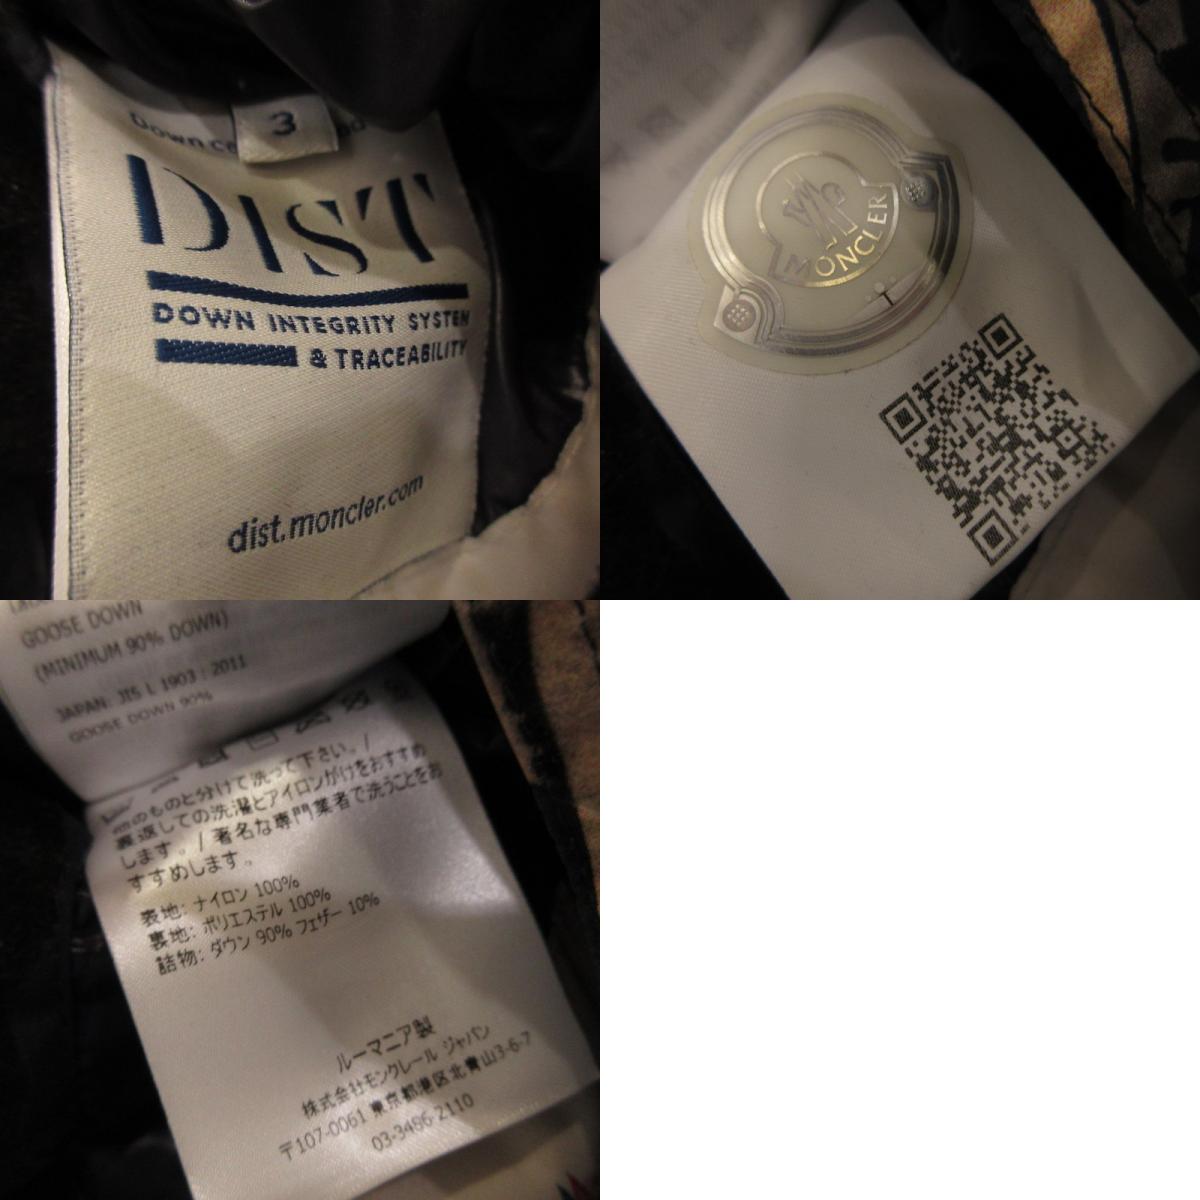 3
Down ce
DIST
DOWN INTEGRITY SYSTEM
& TRACEABILITY
dist.moncler.com
MONCLER
GOOSE DOWN
(MINIMUM 90% DOWN)
JAPAN: JIS L 1903 : 2011
GOOSE DOWN 90%
他のものと分けて洗って下さい。/
裏返しての洗濯とアイロンがけをおすすめ
します。/ 著名な専門業者で洗うことをお
すすめします。
表地: ナイロン 100%
裏地: ポリエステル 100%
詰物: ダウン 90% フェザー 10%
ルーマニア製
株式会社モンクレール ジャパン
〒107-0061 東京都港区北青山3-6-7
03-3486-2110